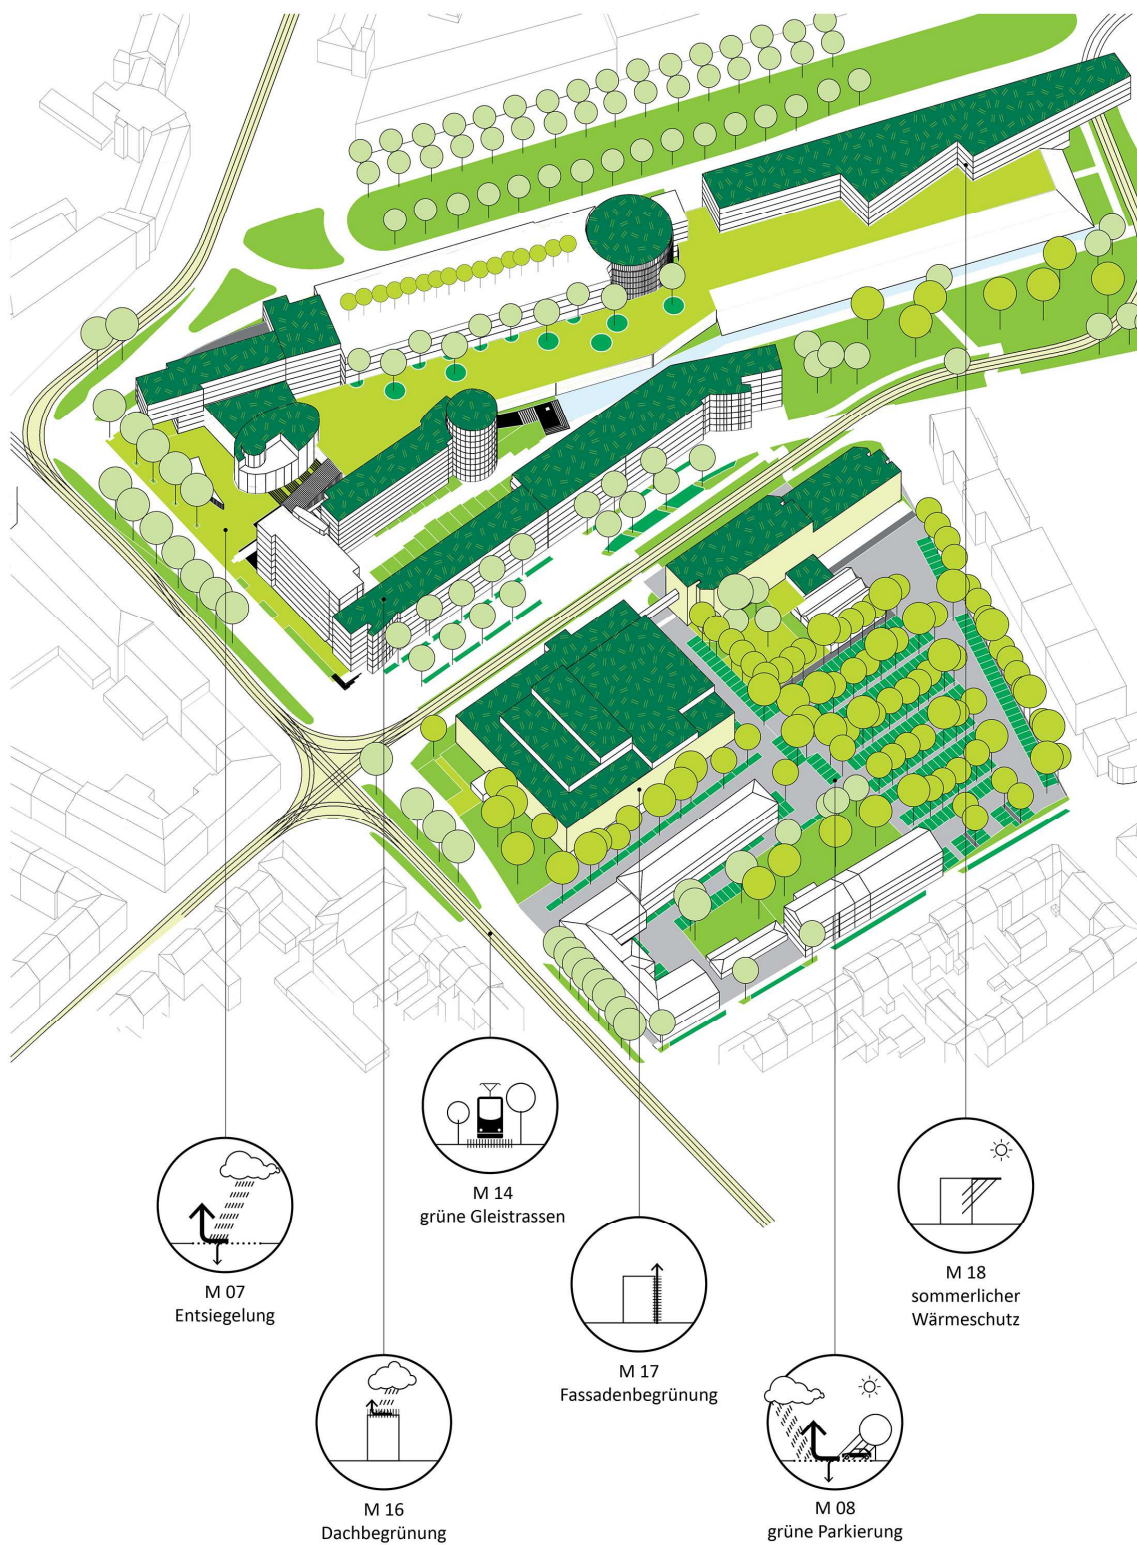 M 14
grüne Gleistrassen
M 07
Entsiegelung
M 18
sommerlicher
Wärmeschutz
M 17
Fassadenbegrünung
M 16
Dachbegrünung
M 08
grüne Parkierung